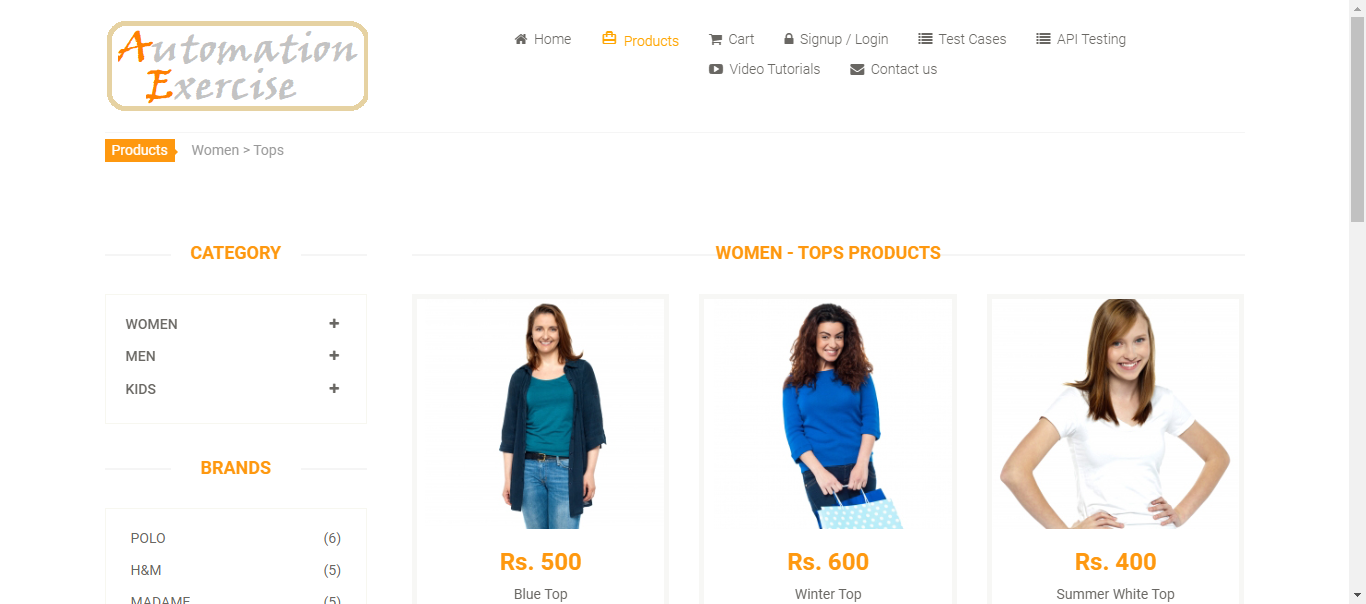 Automation
Exercise
Home
Products
Cart
Signup / Login
Test Cases
API Testing
Video Tutorials
Contact us
Products
Women > Tops
CATEGORY
WOMEN
MEN
KIDS
BRANDS
POLO (6)
H&M (5)
MADAME (5)
WOMEN - TOPS PRODUCTS
Rs. 500
Blue Top
Rs. 600
Winter Top
Rs. 400
Summer White Top